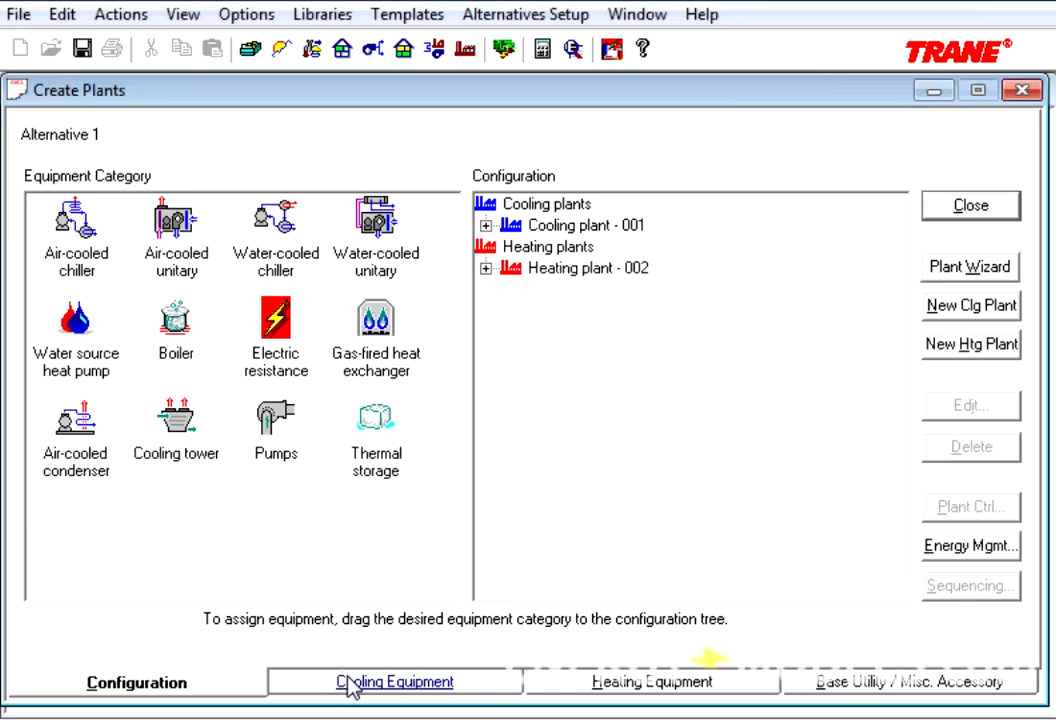 File Edit Actions View Options Libraries Templates Alternatives Setup Window Help
TRANE®
Create Plants
Alternative 1
Equipment Category
Configuration
Air-cooled chiller
Air-cooled unitary
Water-cooled chiller
Water-cooled unitary
Water source heat pump
Boiler
Electric resistance
Gas-fired heat exchanger
Air-cooled condenser
Cooling tower
Pumps
Thermal storage
Cooling plants
Cooling plant - 001
Heating plants
Heating plant - 002
Close
Plant Wizard
New Clg Plant
New Htg Plant
Edit...
Delete
Plant Ctrl...
Energy Mgmt...
Sequencing...
To assign equipment, drag the desired equipment category to the configuration tree.
Configuration Cooling Equipment Heating Equipment Base Utility / Misc. Accessory